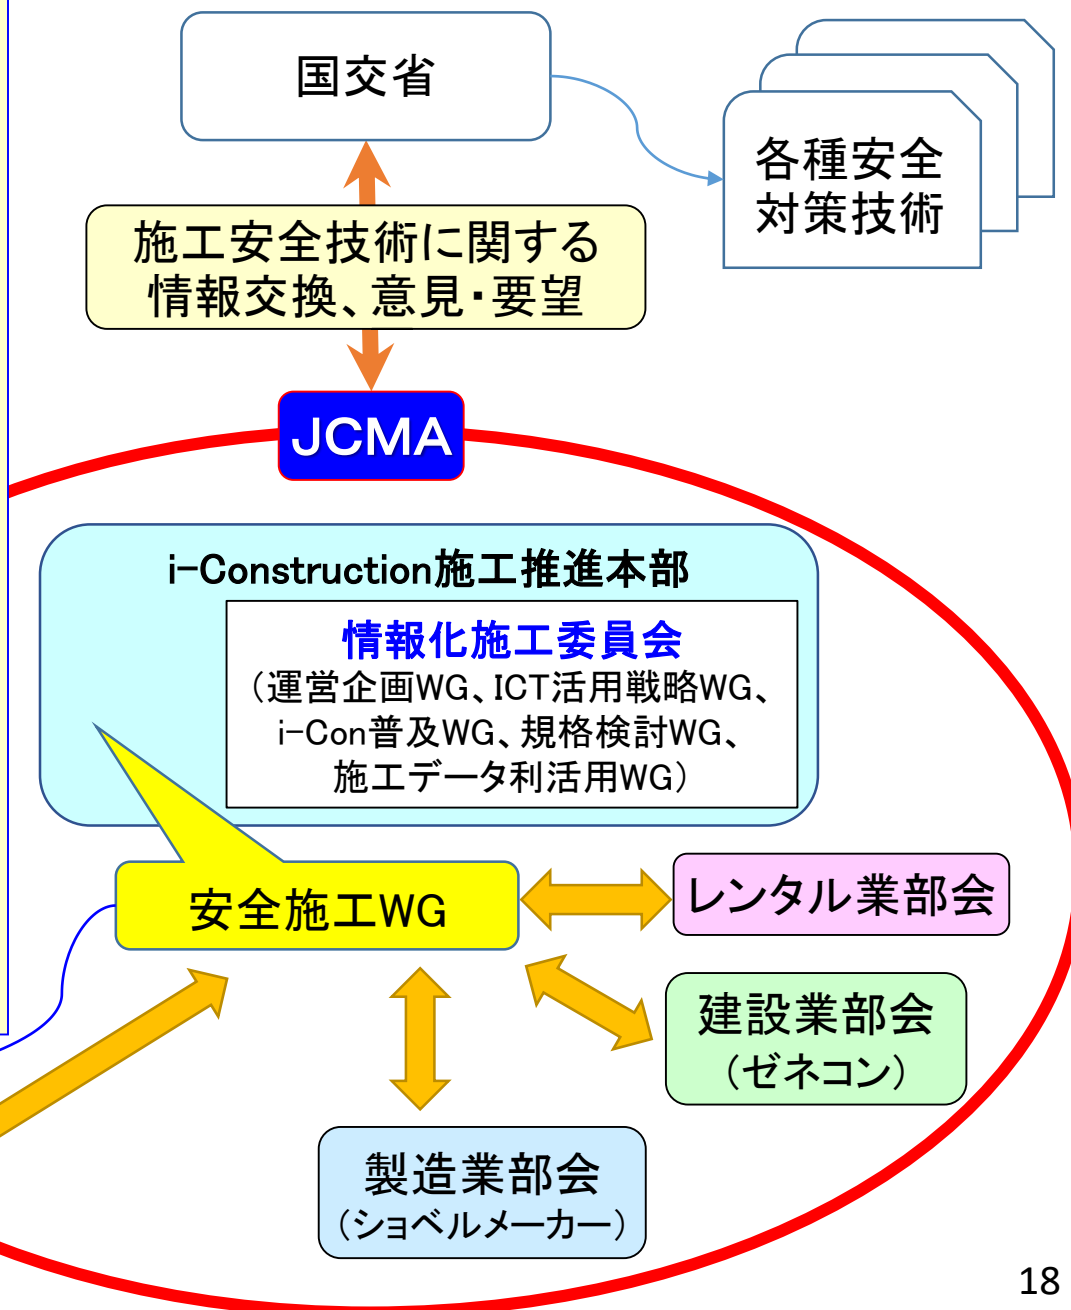 国交省
各種安全
対策技術
施工安全技術に関する
情報交換、意見・要望
JCMA
i-Construction施工推進本部
情報化施工委員会
（運営企画WG、ICT活用戦略WG、
i-Con普及WG、規格検討WG、
施工データ利活用WG）
安全施工WG
レンタル業部会
建設業部会
（ゼネコン）
製造業部会
（ショベルメーカー）
18